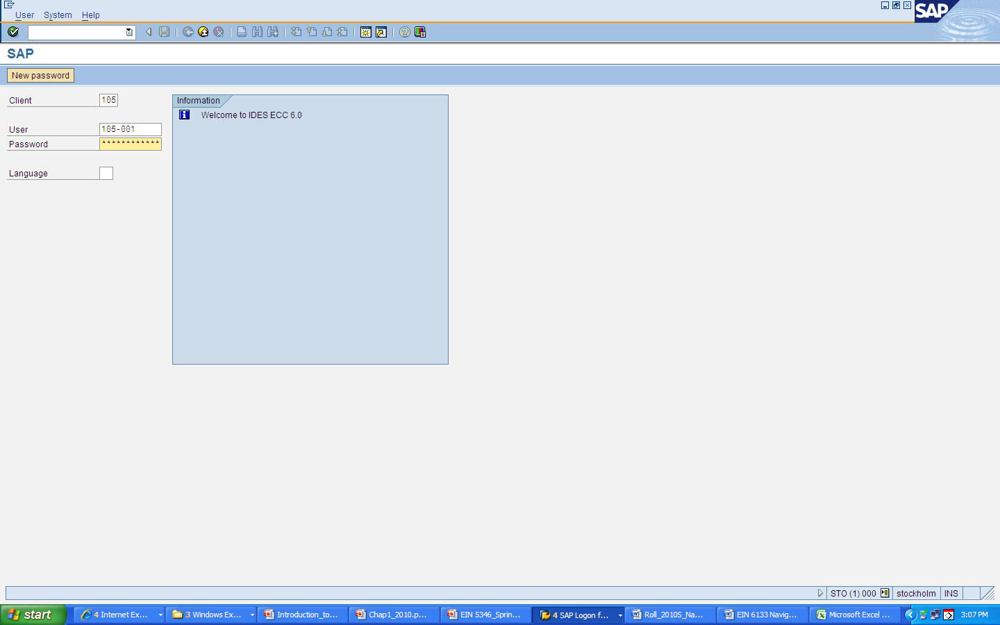 User System Help
SAP
SAP
New password
Client 105
Information
Welcome to IDES ECC 6.0
User 105-001
Password ************
Language
STO (1) 000 stockholm INS
start 4 Internet Ex... 3 Windows Ex... Introduction_to... Chap1_2010.p... EIN 5346_Sprin... 4 SAP Logon f... Roll_2010S_Na... EIN 6133 Navig... Microsoft Excel ... 3:07 PM